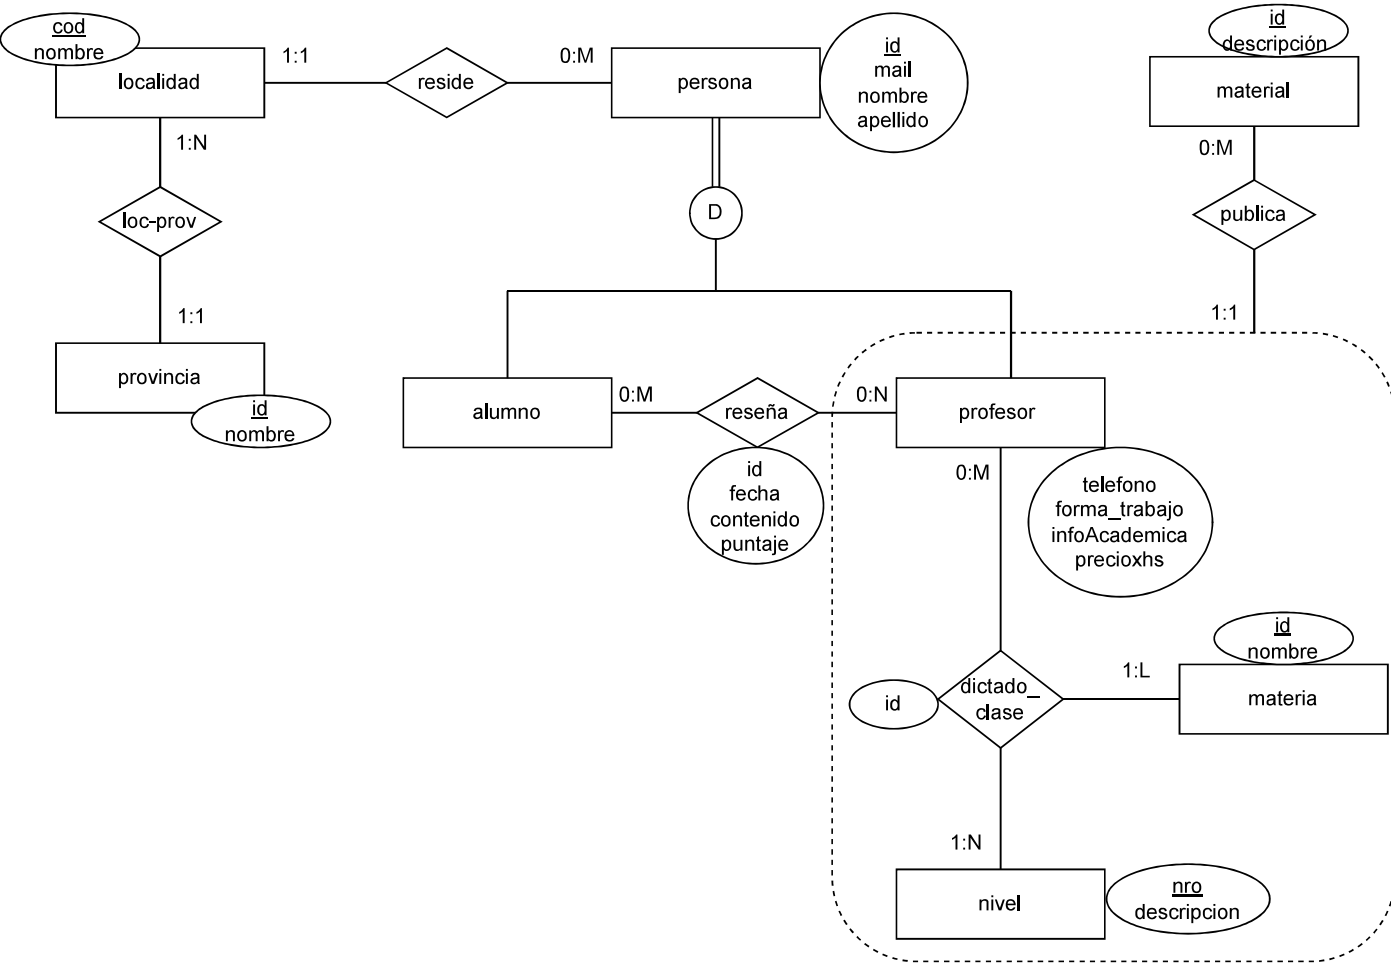 cod
nombre
localidad
1:1
reside
0:M
persona
id
mail
nombre
apellido
id
descripción
material
0:M
publica
1:1
1:N
loc-prov
1:1
provincia
id
nombre
D
alumno
0:M
reseña
0:N
id
fecha
contenido
puntaje
profesor
0:M
telefono
forma_trabajo
infoAcademica
precioxhs
id
dictado_
clase
1:L
id
nombre
materia
1:N
nivel
nro
descripcion